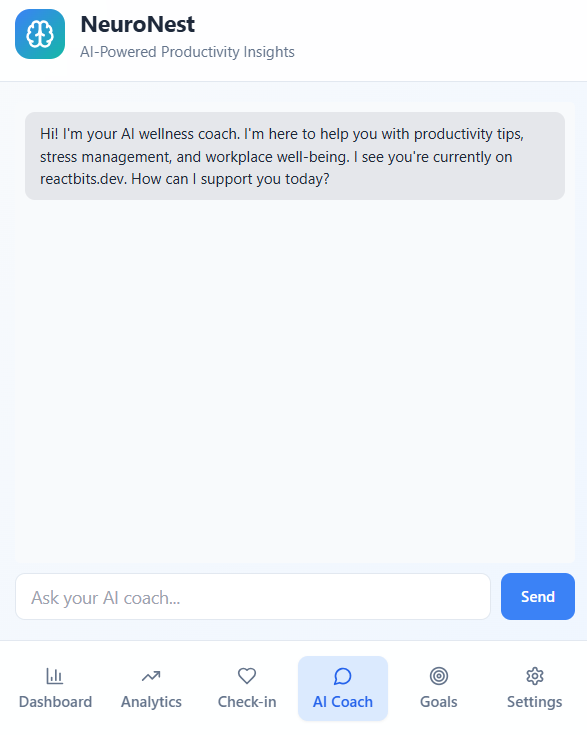 NeuroNest
AI-Powered Productivity Insights
Hi! I'm your AI wellness coach. I'm here to help you with productivity tips,
stress management, and workplace well-being. I see you're currently on
reactbits.dev. How can I support you today?
Ask your AI coach...
Send
Dashboard
Analytics
Check-in
AI Coach
Goals
Settings